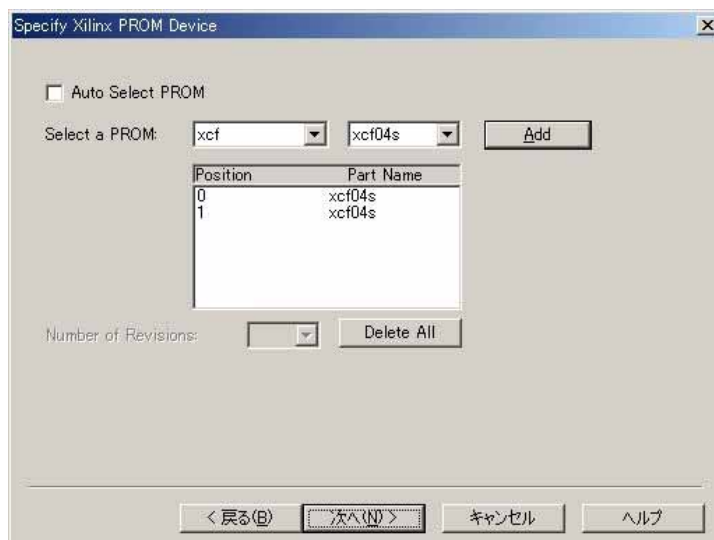 Specify Xilinx PROM Device
Auto Select PROM
Select a PROM: xcf xcf04s Add
Position Part Name
0 xcf04s
1 xcf04s
Number of Revisions: Delete All
< 戻る(B) 次へ(N) > キャンセル ヘルプ